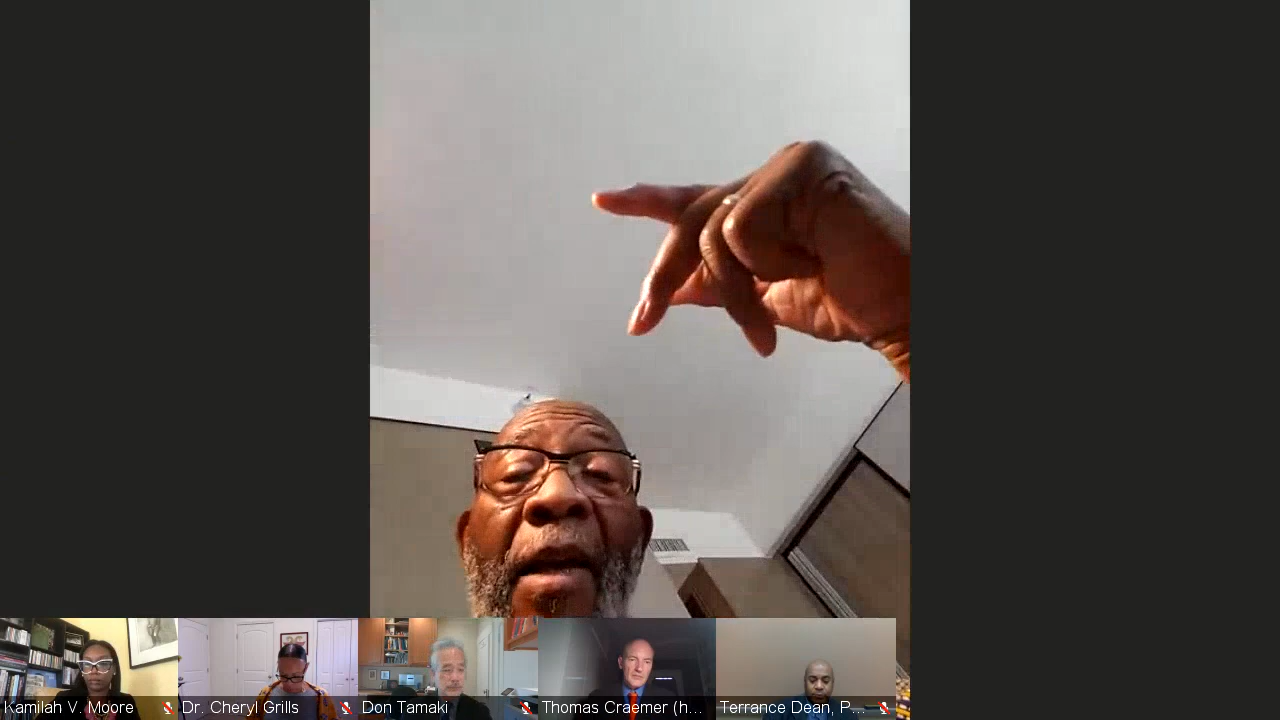 Kamilah V. Moore
Dr. Cheryl Grills
Don Tamaki
Thomas Craemer (h...
Terrance Dean, P...